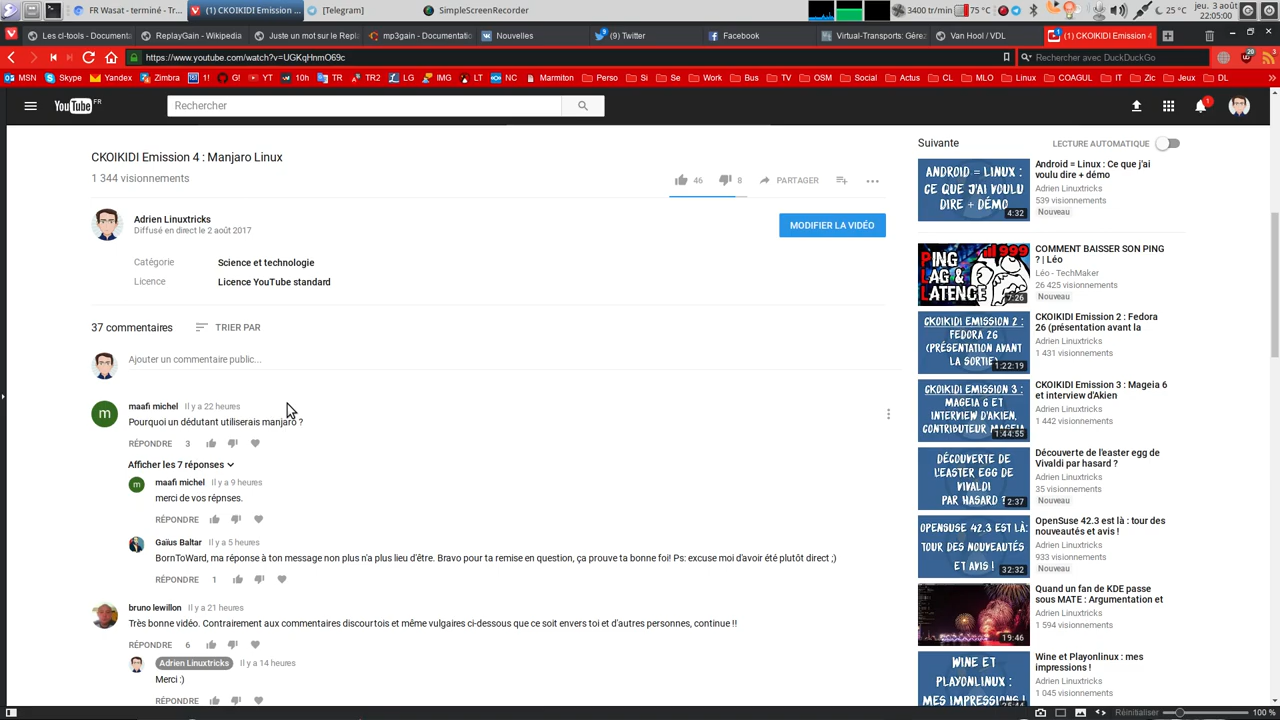 FR Wasat - terminé - Tr...
(1) CKOIKIDI Emission ...
[Telegram]
SimpleScreenRecorder
3400 tr/min
75 °C
25 °C
jeu. 3 août
22:05:00
Les cl-tools - Documenta
ReplayGain - Wikipedia
Juste un mot sur le Repla
mp3gain - Documentatio
Nouvelles
(9) Twitter
Facebook
Virtual-Transports: Gérez
Van Hool / VDL
(1) CKOIKIDI Emission 4
https://www.youtube.com/watch?v=UGKqHnmO69c
Rechercher avec DuckDuckGo
20
MSN
Skype
Yandex
Zimbra
1!
G!
YT
10h
TR
TR2
LG
IMG
LT
NC
Marmiton
Perso
Si
Se
Work
Bus
TV
OSM
Social
Actus
CL
MLO
Linux
COAGUL
IT
Zic
Jeux
DL
YouTube FR
Rechercher
1
CKOIKIDI Emission 4 : Manjaro Linux
1 344 visionnements
46
8
PARTAGER
Adrien Linuxtricks
Diffusé en direct le 2 août 2017
MODIFIER LA VIDÉO
Catégorie
Science et technologie
Licence
Licence YouTube standard
37 commentaires
TRIER PAR
Ajouter un commentaire public...
m
maafi michel Il y a 22 heures
Pourquoi un dédutant utiliserais manjaro ?
RÉPONDRE 3
Afficher les 7 réponses
m
maafi michel Il y a 9 heures
merci de vos répnses.
RÉPONDRE
Gaïus Baltar Il y a 5 heures
BornToWard, ma réponse à ton message non plus n'a plus lieu d'être. Bravo pour ta remise en question, ça prouve ta bonne foi! Ps: excuse moi d'avoir été plutôt direct ;)
RÉPONDRE 1
bruno lewillon Il y a 21 heures
Très bonne vidéo. Contrairement aux commentaires discourtois et même vulgaires ci-dessous que ce soit envers toi et d'autres personnes, continue !!
RÉPONDRE 6
Adrien Linuxtricks Il y a 14 heures
Merci :)
RÉPONDRE
Suivante
LECTURE AUTOMATIQUE
ANDROID = LINUX :
CE QUE J'AI VOULU
DIRE + DÉMO
4:32
Android = Linux : Ce que j'ai
voulu dire + démo
Adrien Linuxtricks
539 visionnements
Nouveau
PING 999
LAG &
LATENCE
7:26
COMMENT BAISSER SON PING
? | Léo
Léo - TechMaker
26 425 visionnements
Nouveau
CKOIKIDI EMISSION 2 :
FEDORA 26
(PRÉSENTATION AVANT
LA SORTIE)
1:22:19
CKOIKIDI Emission 2 : Fedora
26 (présentation avant la
Adrien Linuxtricks
1 431 visionnements
CKOIKIDI EMISSION 3 :
MAGEIA 6 ET
INTERVIEW D'AKIEN,
CONTRIBUTEUR MAGEIA
1:44:55
CKOIKIDI Emission 3 : Mageia 6
et interview d'Akien
Adrien Linuxtricks
1 442 visionnements
DÉCOUVERTE DE
L'EASTER EGG DE
VIVALDI
PAR HASARD ?
2:37
Découverte de l'easter egg de
Vivaldi par hasard ?
Adrien Linuxtricks
35 visionnements
Nouveau
OPENSUSE 42.3 EST LÀ :
TOUR DES NOUVEAUTÉS
ET AVIS !
32:32
OpenSuse 42.3 est là : tour des
nouveautés et avis !
Adrien Linuxtricks
933 visionnements
Nouveau
19:46
Quand un fan de KDE passe
sous MATE : Argumentation et
Adrien Linuxtricks
1 594 visionnements
WINE ET
PLAYONLINUX :
MES IMPRESSIONS !
Wine et Playonlinux : mes
impressions !
Adrien Linuxtricks
1 045 visionnements
Réinitialiser
100 %